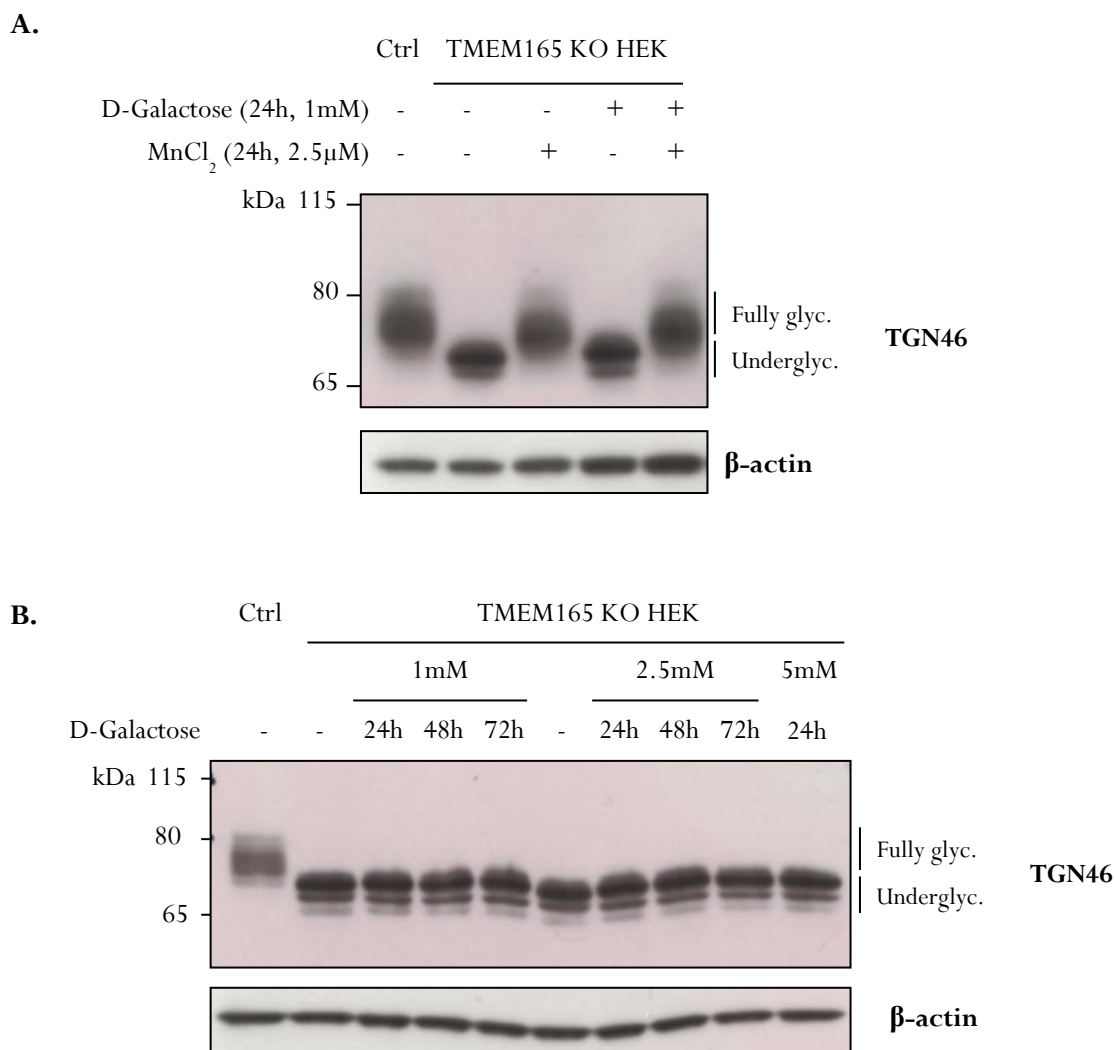 A.
Ctrl TMEM165 KO HEK
D-Galactose (24h, 1mM) - - - + +
MnCl2 (24h, 2.5µM) - - + - +
kDa 115
80
65
Fully glyc.
Underglyc.
TGN46
β-actin
B.
Ctrl TMEM165 KO HEK
1mM 2.5mM 5mM
D-Galactose - - 24h 48h 72h - 24h 48h 72h 24h
kDa 115
80
65
Fully glyc.
Underglyc.
TGN46
β-actin